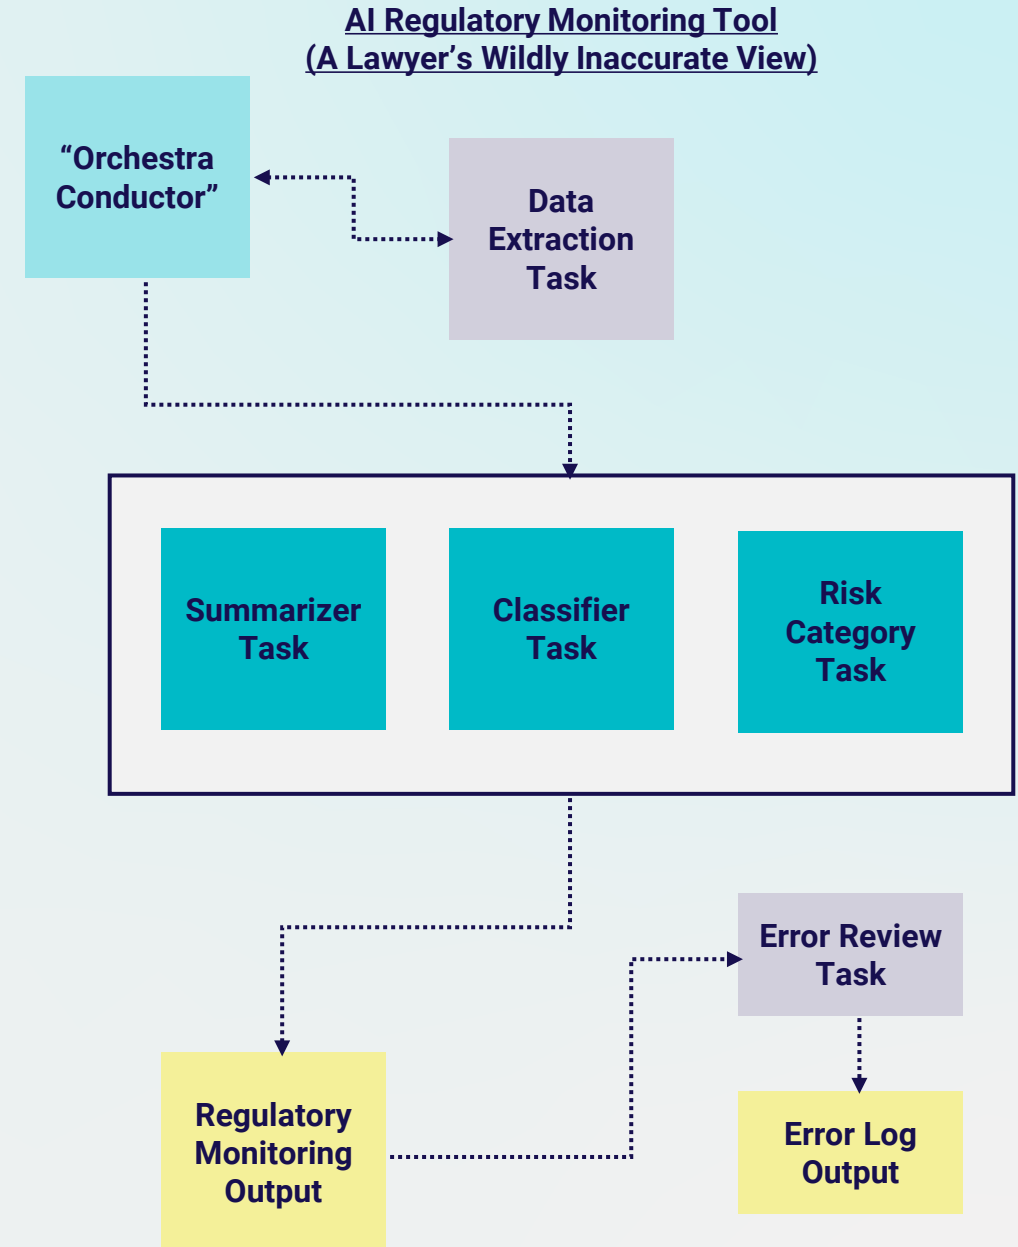 AI Regulatory Monitoring Tool
(A Lawyer’s Wildly Inaccurate View)
“Orchestra
Conductor”
Data
Extraction
Task
Summarizer
Task
Classifier
Task
Risk
Category
Task
Error Review
Task
Regulatory
Monitoring
Output
Error Log
Output